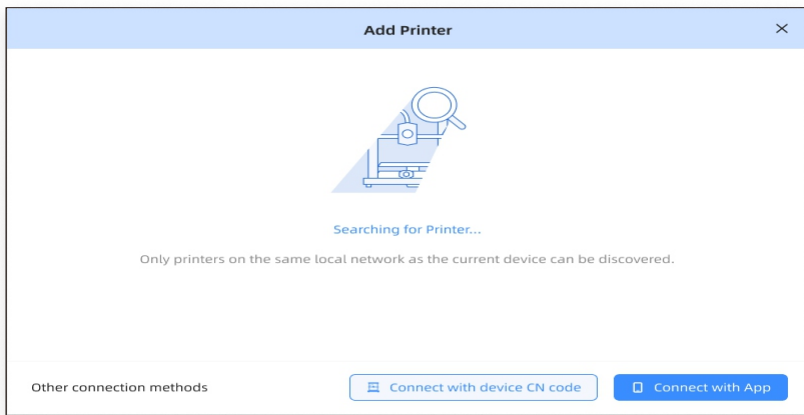 Add Printer
Searching for Printer...
Only printers on the same local network as the current device can be discovered.
Other connection methods
Connect with device CN code
Connect with App